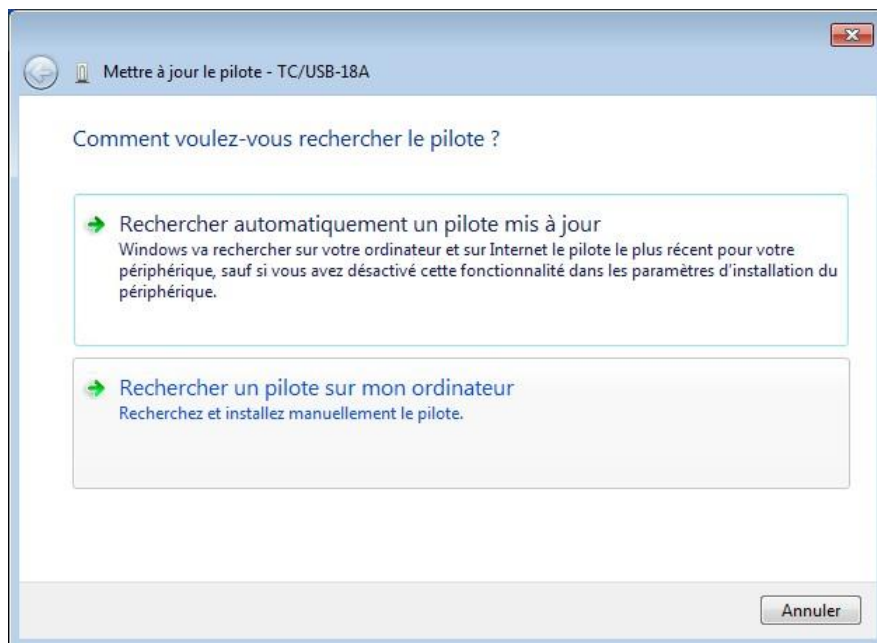 Mettre à jour le pilote - TC/USB-18A
Comment voulez-vous rechercher le pilote ?
Rechercher automatiquement un pilote mis à jour
Windows va rechercher sur votre ordinateur et sur Internet le pilote le plus récent pour votre
périphérique, sauf si vous avez désactivé cette fonctionnalité dans les paramètres d'installation du
périphérique.
Rechercher un pilote sur mon ordinateur
Recherchez et installez manuellement le pilote.
Annuler